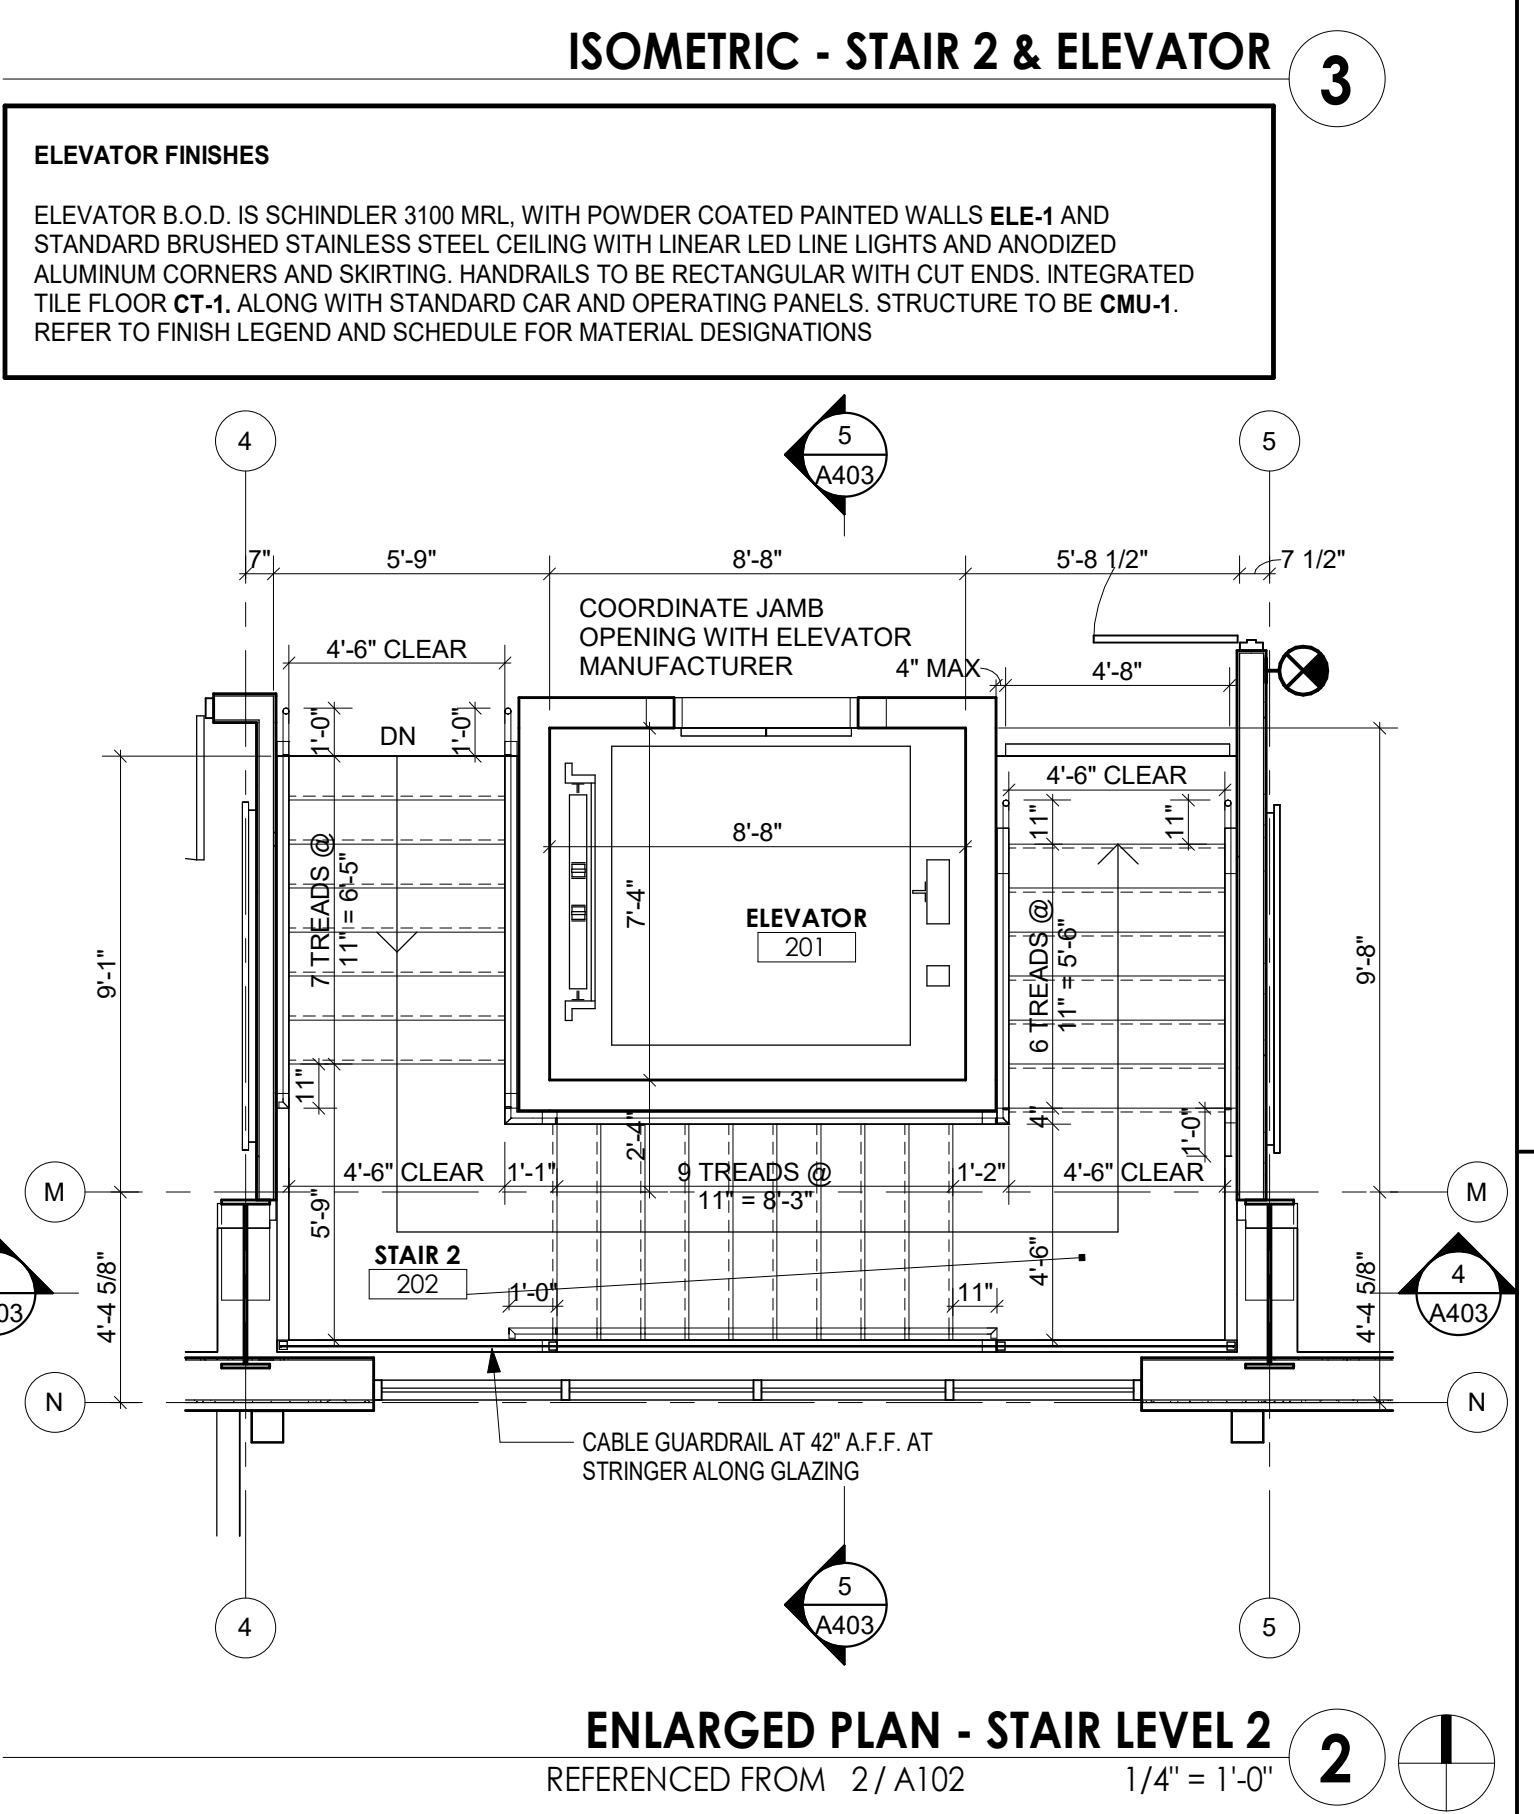 ISOMETRIC - STAIR 2 & ELEVATOR
3
ELEVATOR FINISHES
ELEVATOR B.O.D. IS SCHINDLER 3100 MRL, WITH POWDER COATED PAINTED WALLS ELE-1 AND
STANDARD BRUSHED STAINLESS STEEL CEILING WITH LINEAR LED LINE LIGHTS AND ANODIZED
ALUMINUM CORNERS AND SKIRTING. HANDRAILS TO BE RECTANGULAR WITH CUT ENDS. INTEGRATED
TILE FLOOR CT-1. ALONG WITH STANDARD CAR AND OPERATING PANELS. STRUCTURE TO BE CMU-1.
REFER TO FINISH LEGEND AND SCHEDULE FOR MATERIAL DESIGNATIONS
4
5
A403
5
7"
5'-9"
8'-8"
5'-8 1/2"
7 1/2"
COORDINATE JAMB
OPENING WITH ELEVATOR
MANUFACTURER
4'-6" CLEAR
4" MAX
4'-8"
1'-0"
DN
1'-0"
4'-6" CLEAR
11"
11"
8'-8"
7 TREADS @
11" = 6'-5"
7'-4"
ELEVATOR
201
6 TREADS @
11" = 5'-6"
9'-1"
9'-8"
11"
2'-4"
4"
1'-0"
M
4'-6" CLEAR
1'-1"
9 TREADS @
11" = 8'-3"
1'-2"
4'-6" CLEAR
M
5'-9"
STAIR 2
202
1'-0"
11"
4'-6"
4'-4 5/8"
4'-4 5/8"
03
4
A403
N
N
CABLE GUARDRAIL AT 42" A.F.F. AT
STRINGER ALONG GLAZING
4
5
A403
5
ENLARGED PLAN - STAIR LEVEL 2
2
REFERENCED FROM 2 / A102
1/4" = 1'-0"